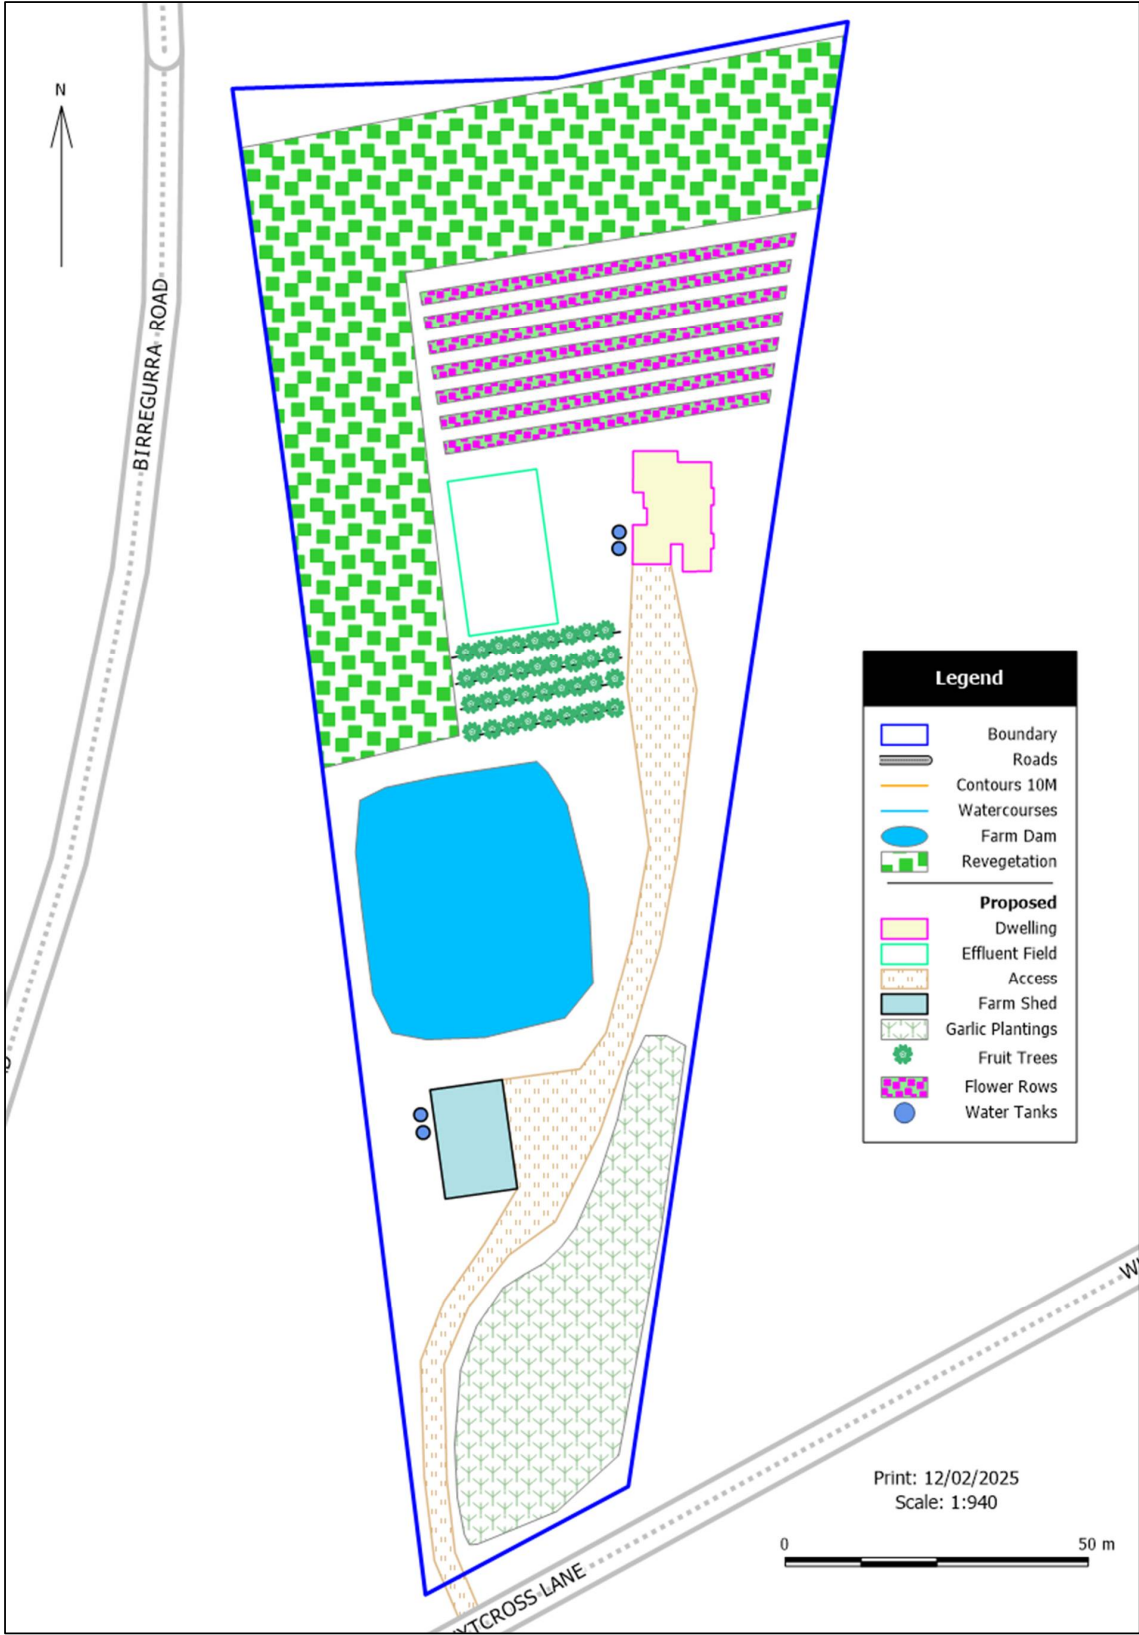 N
BIRREGURRA ROAD
Legend
Boundary
Roads
Contours 10M
Watercourses
Farm Dam
Revegetation
Proposed
Dwelling
Effluent Field
Access
Farm Shed
Garlic Plantings
Fruit Trees
Flower Rows
Water Tanks
Print: 12/02/2025
Scale: 1:940
0 50 m
LANE